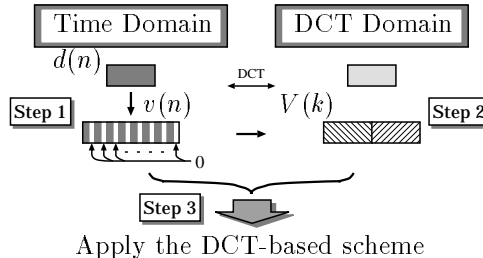 Time Domain
DCT Domain
d(n)
DCT
Step 1
v(n)
V(k)
Step 2
0
Step 3
Apply the DCT-based scheme